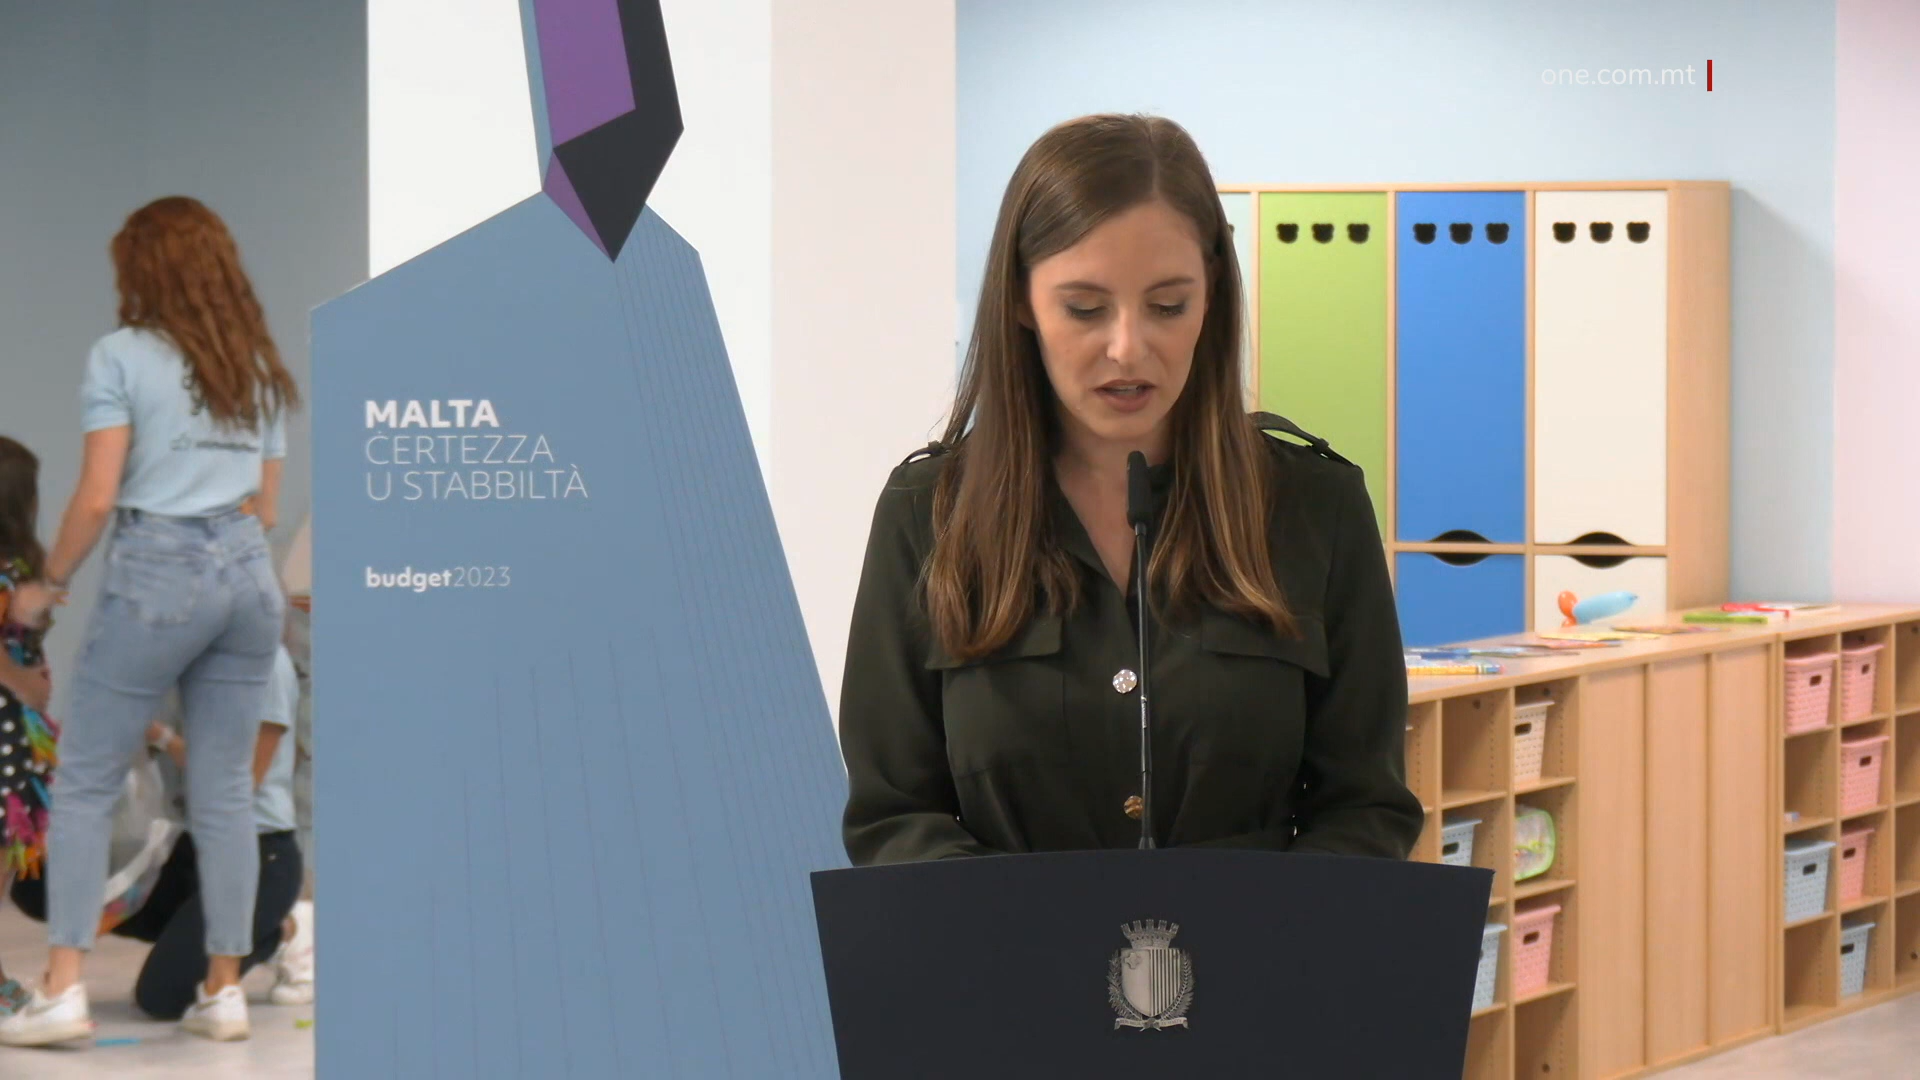 one.com.mt
MALTA
ĊERTEZZA
U STABBILTÀ
budget2023